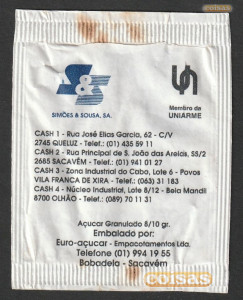 coisas
S&S
un
SIMÕES & SOUSA, SA.
Membro da
UNIARME
CASH 1 - Rua José Elias Garcia, 62 - C/V
2745 QUELUZ - Telef.: (01) 435 59 11
CASH 2 - Rua Principal de S. João das Areias, SS/2
2685 SACAVÉM - Telef.: (01) 941 01 27
CASH 3 - Zona Industrial do Cabo, Lote 6 - Povos
VILA FRANCA DE XIRA - Telef.: (063) 31 183
CASH 4 - Núcleo Industrial, Lote 8/12 - Bela Mandil
8700 OLHÃO - Telef.: (089) 70 11 31
Açucar Granulado 8/10 gr.
Embalado por:
Euro-açucar - Empacotamentos Lda.
Telefone (01) 994 19 55
Bobadela - Sacavém
coisas